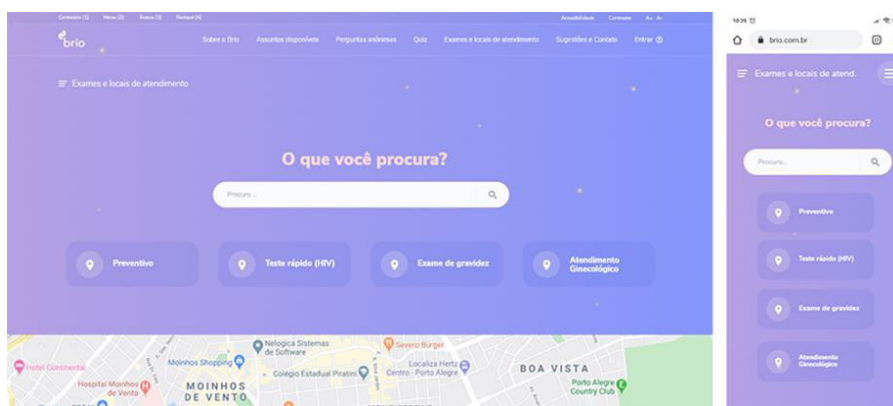 Conteúdo [1] Menu [2] Busca [3] Rodapé [4] Acessibilidade Contraste A+ A-
brio
Sobre o Brio Assuntos disponíveis Perguntas anônimas Quiz Exames e locais de atendimento Sugestões e Contato Entrar
Exames e locais de atendimento
O que você procura?
Procuro ...
Preventivo
Teste rápido (HIV)
Exame de gravidez
Atendimento
Ginecológico
Nelogica Sistemas
de Software
Severo Burger
Hotel Continental
Moinhos Shopping
Colégio Estadual Piratini
Localiza Hertz
Centro - Porto Alegre
BOA VISTA
Hospital Moinhos
de Vento
MOINHOS
DE VENTO
Porto Alegre
Country Club
brio.com.br
Exames e locais de atend.
O que você procura?
Procuro...
Preventivo
Teste rápido (HIV)
Exame de gravidez
Atendimento
Ginecológico